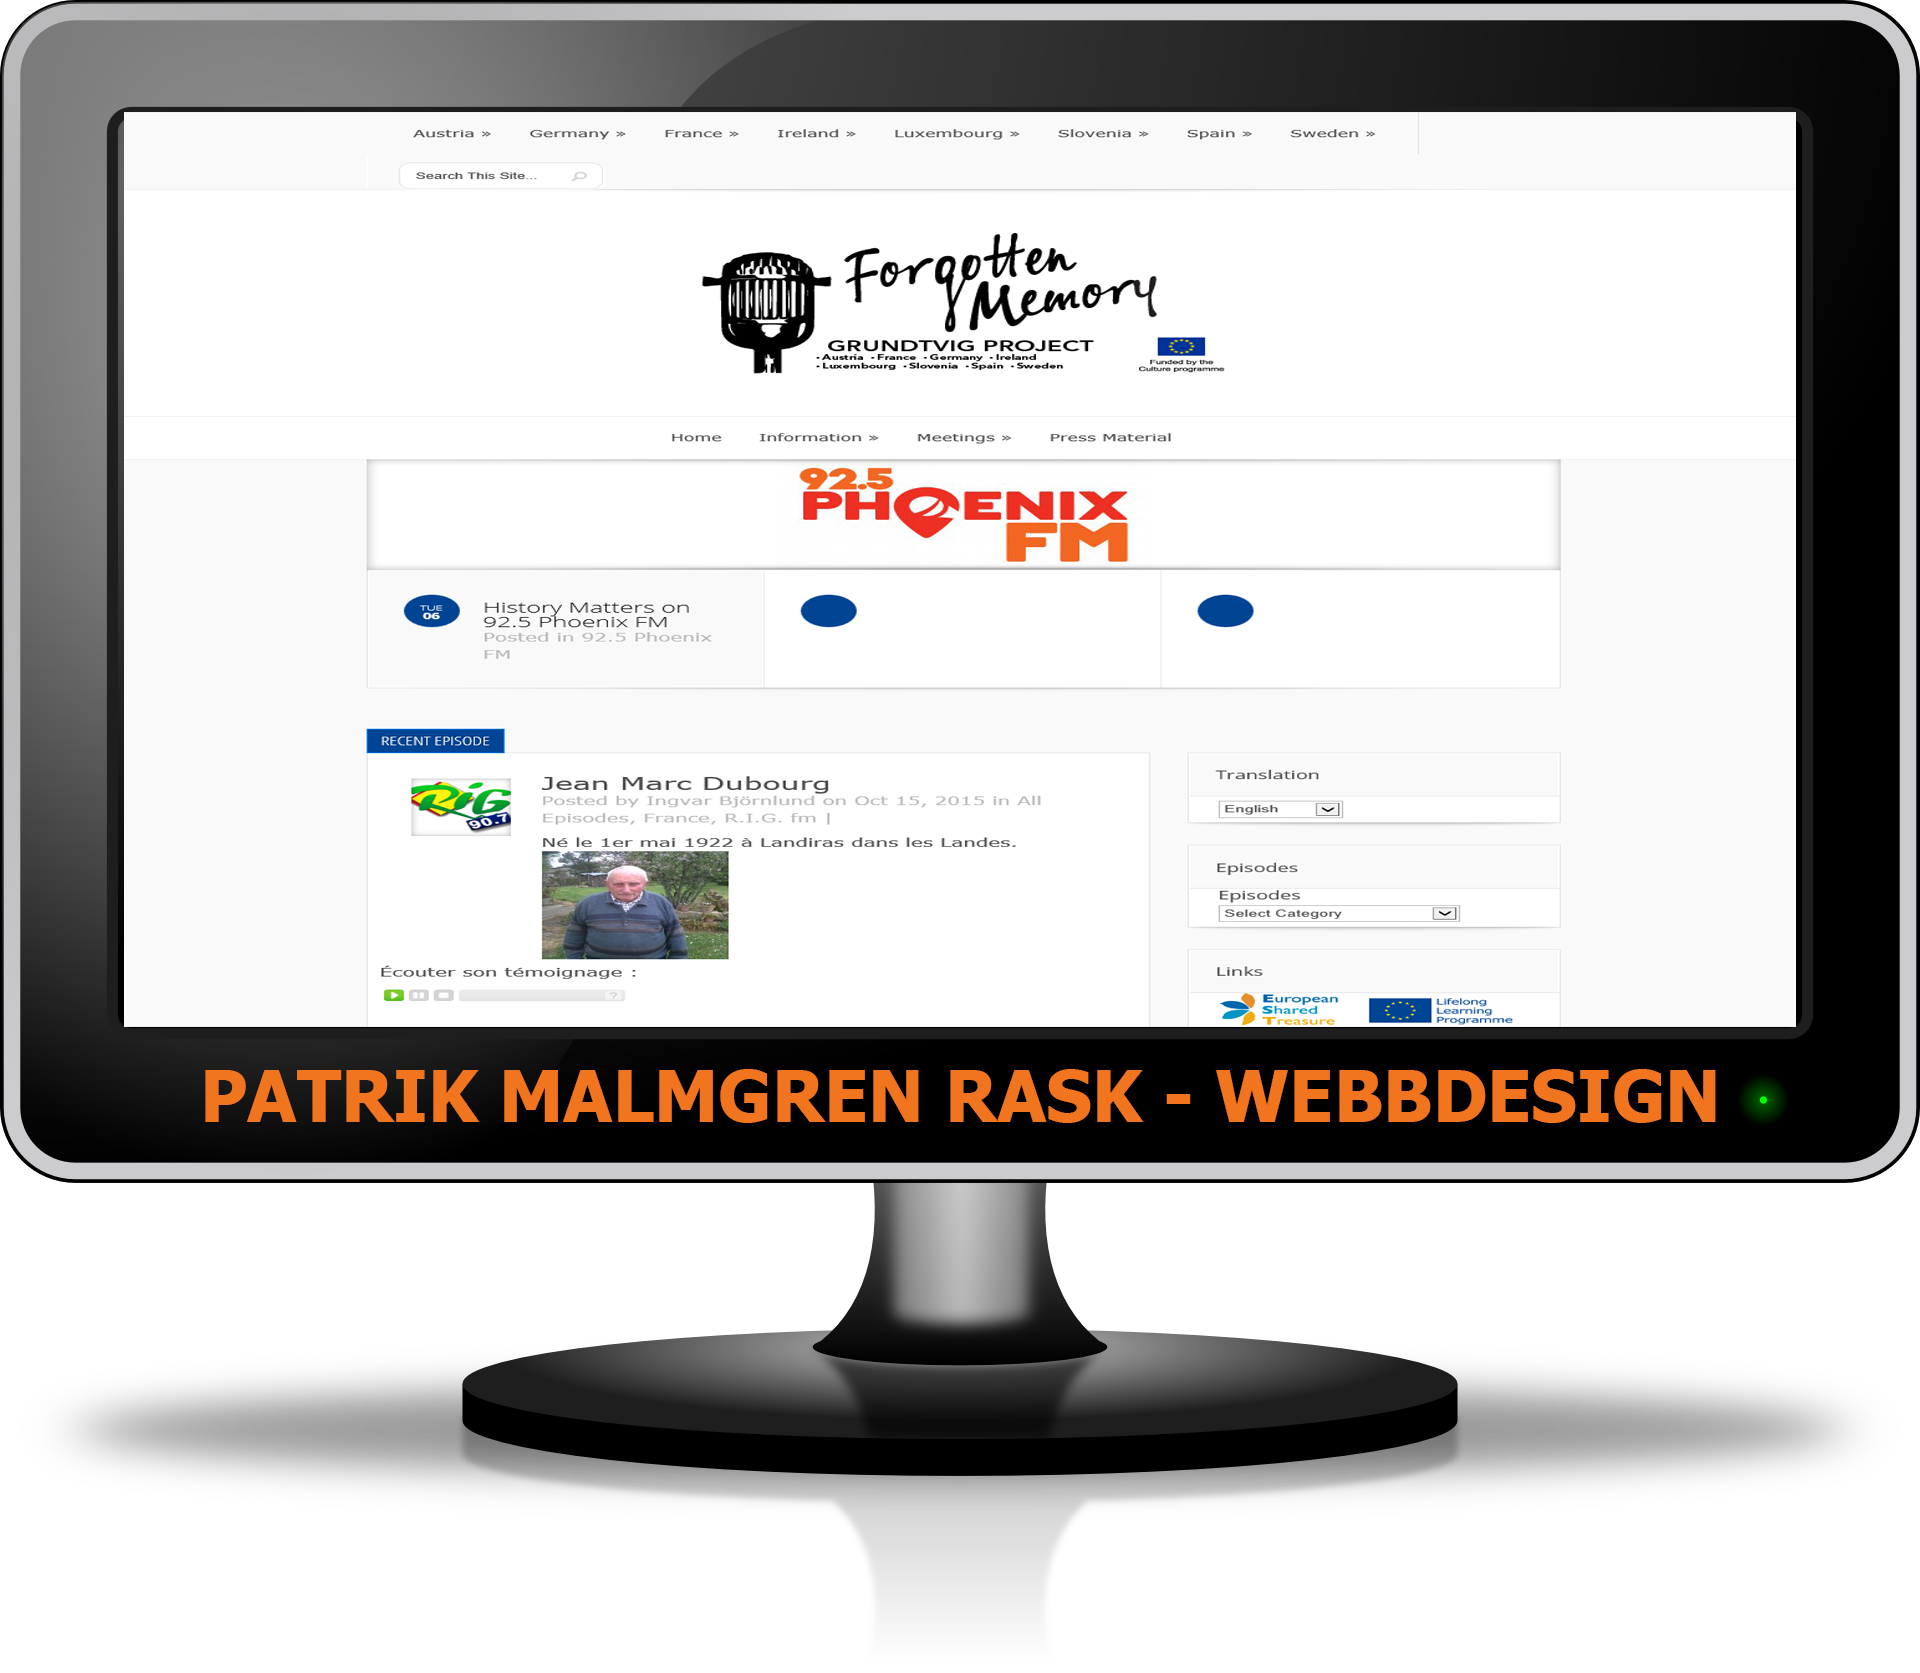 Austria » Germany » France » Ireland » Luxembourg » Slovenia » Spain » Sweden »
Search This Site...
Forgotten
Memory
GRUNDTVIG PROJECT
• Austria • France • Germany • Ireland
• Luxembourg • Slovenia • Spain • Sweden
Funded by the
Culture programme
Home Information » Meetings » Press Material
92.5
PHOENIX
FM
TUE
06
History Matters on
92.5 Phoenix FM
Posted in 92.5 Phoenix
FM
RECENT EPISODE
RIG
90.7
Jean Marc Dubourg
Posted by Ingvar Björnlund on Oct 15, 2015 in All
Episodes, France, R.I.G. fm |
Né le 1er mai 1922 à Landiras dans les Landes.
Écouter son témoignage :
?
Translation
English
Episodes
Episodes
Select Category
Links
European
Shared
Treasure
Lifelong
Learning
Programme
PATRIK MALMGREN RASK - WEBBDESIGN